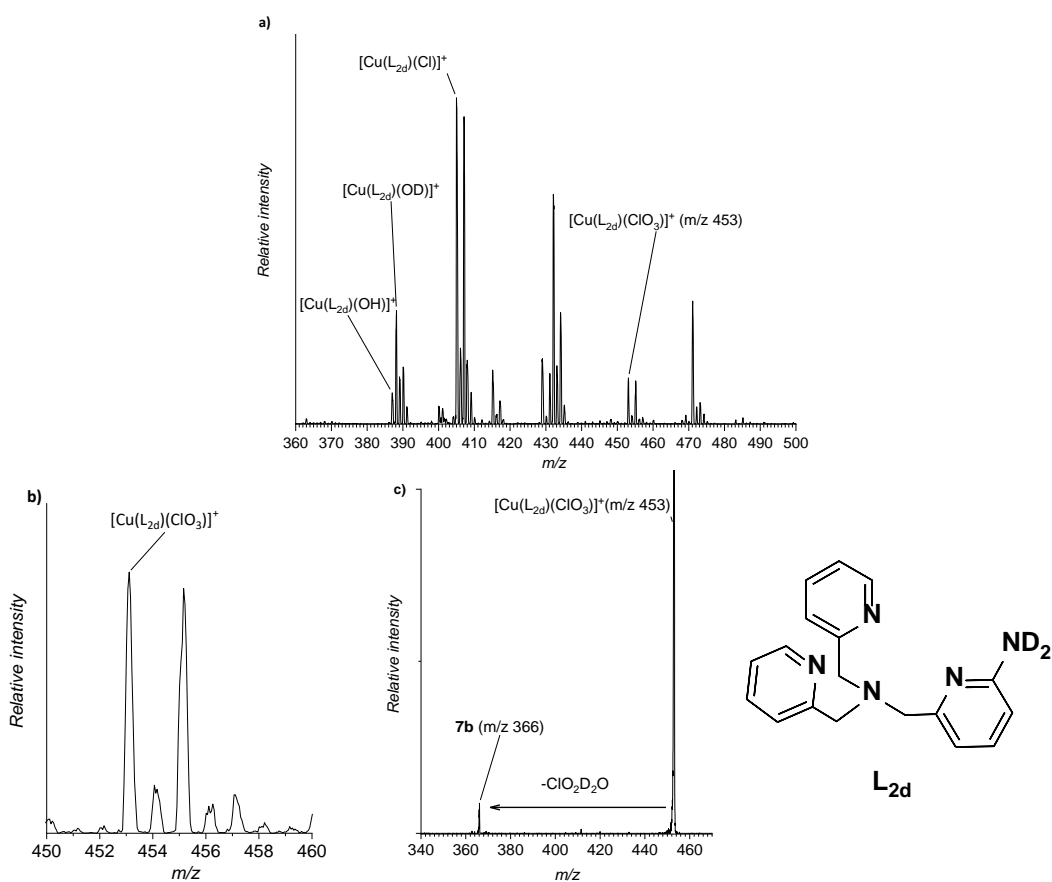 a)
[Cu(L2d)(Cl)]+
[Cu(L2d)(OD)]+
[Cu(L2d)(ClO3)]+ (m/z 453)
[Cu(L2d)(OH)]+
Relative intensity
360 370 380 390 400 410 420 430 440 450 460 470 480 490 500
m/z
b)
[Cu(L2d)(ClO3)]+
Relative intensity
450 452 454 456 458 460
m/z
c)
[Cu(L2d)(ClO3)]+(m/z 453)
7b (m/z 366)
-ClO2D2O
Relative intensity
340 360 380 400 420 440 460
m/z
N
N
N
N
ND2
L2d